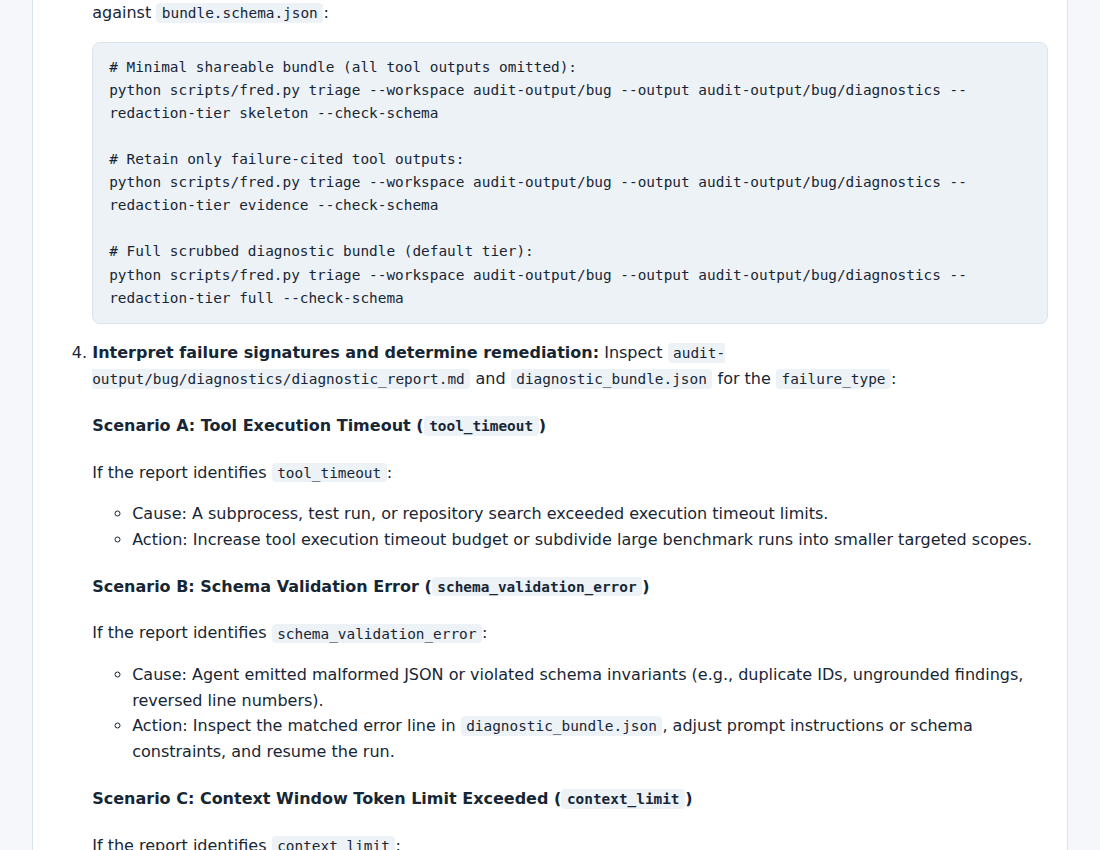 against bundle.schema.json:
# Minimal shareable bundle (all tool outputs omitted):
python scripts/fred.py triage --workspace audit-output/bug --output audit-output/bug/diagnostics --
redaction-tier skeleton --check-schema
# Retain only failure-cited tool outputs:
python scripts/fred.py triage --workspace audit-output/bug --output audit-output/bug/diagnostics --
redaction-tier evidence --check-schema
# Full scrubbed diagnostic bundle (default tier):
python scripts/fred.py triage --workspace audit-output/bug --output audit-output/bug/diagnostics --
redaction-tier full --check-schema
4. Interpret failure signatures and determine remediation: Inspect audit-
output/bug/diagnostics/diagnostic_report.md and diagnostic_bundle.json for the failure_type:
Scenario A: Tool Execution Timeout (tool_timeout)
If the report identifies tool_timeout:
◦ Cause: A subprocess, test run, or repository search exceeded execution timeout limits.
◦ Action: Increase tool execution timeout budget or subdivide large benchmark runs into smaller targeted scopes.
Scenario B: Schema Validation Error (schema_validation_error)
If the report identifies schema_validation_error:
◦ Cause: Agent emitted malformed JSON or violated schema invariants (e.g., duplicate IDs, ungrounded findings,
reversed line numbers).
◦ Action: Inspect the matched error line in diagnostic_bundle.json, adjust prompt instructions or schema
constraints, and resume the run.
Scenario C: Context Window Token Limit Exceeded (context_limit)
If the report identifies context_limit: